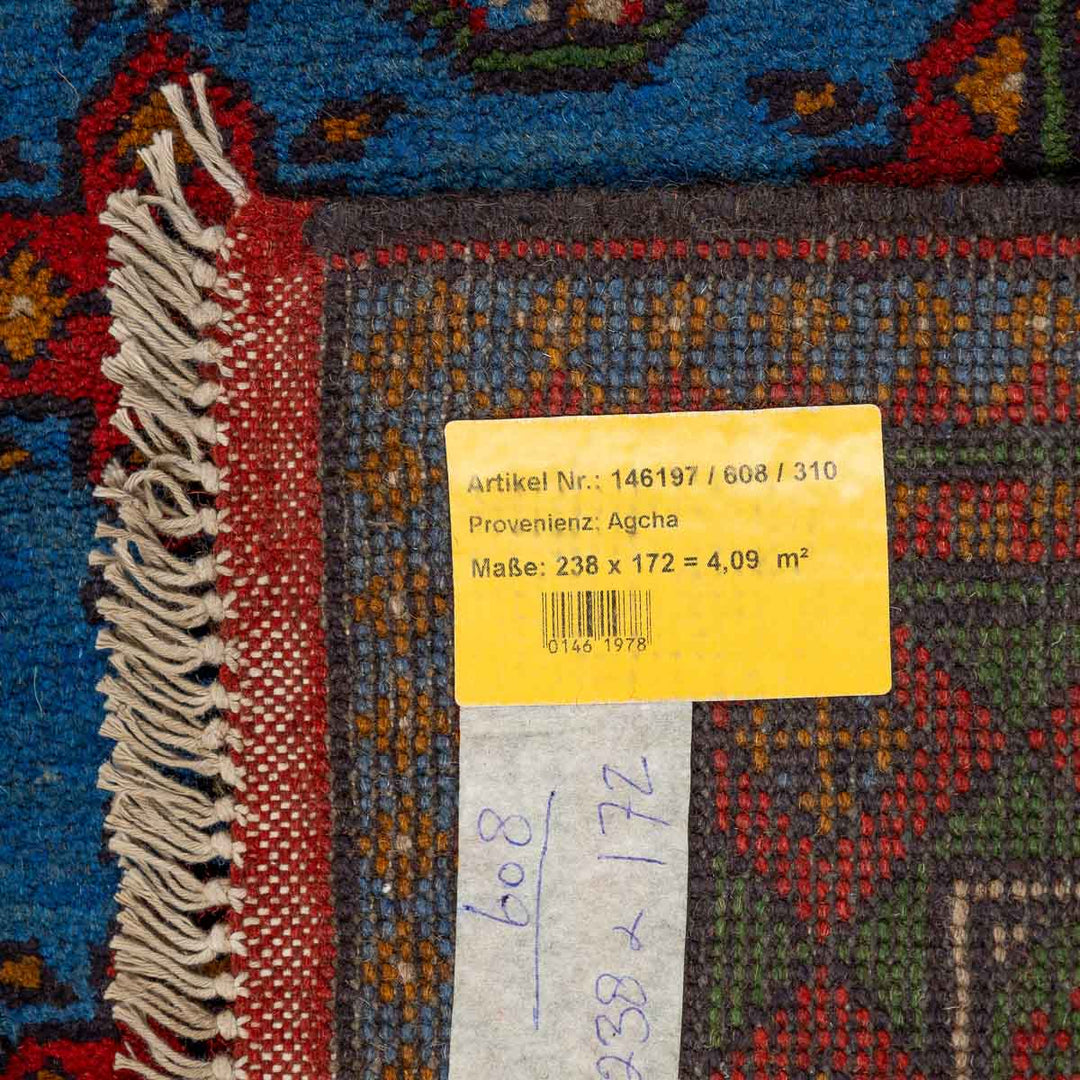 Artikel Nr.: 146197 / 608 / 310
Provenienz: Agcha
Maße: 238 x 172 = 4,09 m²
0146 1978
608
238 x 172